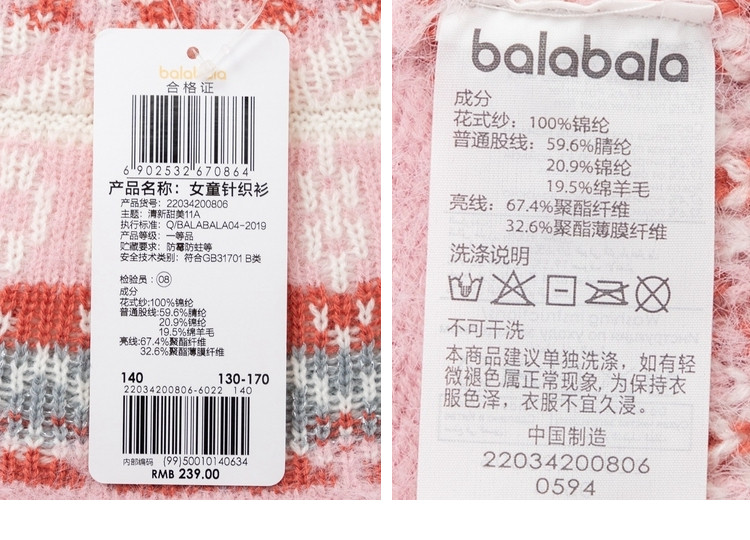 balabala
合格证
6 902532 670864
产品名称：女童针织衫
产品货号：22034200806
主题：清新甜美11A
执行标准：Q/BALABALA04-2019
产品等级：一等品
贮藏要求：防霉防蛀等
安全技术类别：符合GB31701 B类
检验员：08
成分
花式纱:100%锦纶
普通股线:59.6%腈纶
20.9%锦纶
19.5%绵羊毛
亮线:67.4%聚酯纤维
32.6%聚酯薄膜纤维
140 130-170
22034200806-6022 140
内部编码 (99)50010140634
RMB 239.00
balabala
成分
花式纱: 100%锦纶
普通股线: 59.6%腈纶
20.9%锦纶
19.5%绵羊毛
亮线: 67.4%聚酯纤维
32.6%聚酯薄膜纤维
洗涤说明
不可干洗
本商品建议单独洗涤，如有轻
微褪色属正常现象, 为保持衣
服色泽，衣服不宜久浸。
中国制造
22034200806
0594